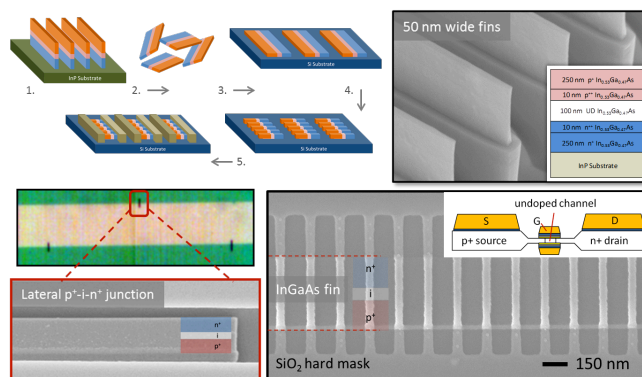 InP Substrate
1.
2.
3.
Si Substrate
4.
Si Substrate
Si Substrate
5.
50 nm wide fins
250 nm p⁺ In₀.₅₃Ga₀.₄₇As
10 nm p⁺⁺ In₀.₅₃Ga₀.₄₇As
100 nm UD In₀.₅₃Ga₀.₄₇As
10 nm n⁺⁺ In₀.₅₃Ga₀.₄₇As
250 nm n⁺ In₀.₅₃Ga₀.₄₇As
InP Substrate
Lateral p⁺-i-n⁺ junction
n⁺
i
p⁺
undoped channel
S
G
D
p+ source
n+ drain
InGaAs fin
n⁺
i
p⁺
SiO₂ hard mask
150 nm